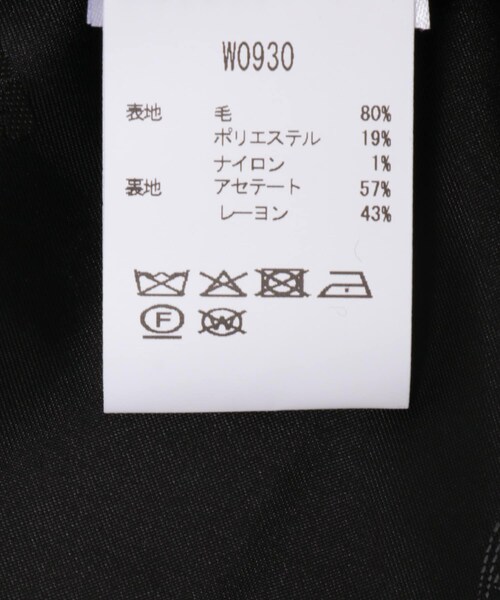 W0930
表地 毛 80%
ポリエステル 19%
ナイロン 1%
裏地 アセテート 57%
レーヨン 43%
F W